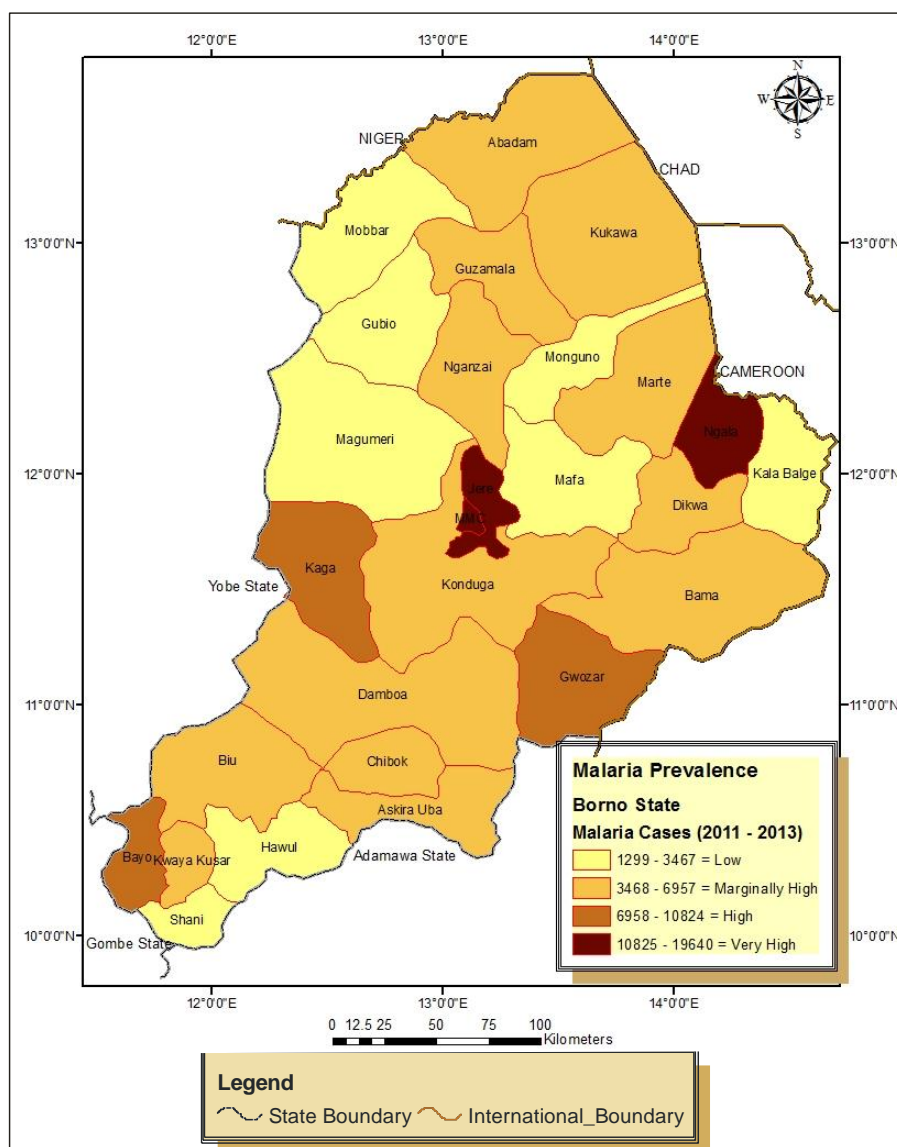 12°0'0"E 13°0'0"E 14°0'0"E
N
W E
S
NIGER
Abadam
CHAD
Mobbar
Kukawa
13°0'0"N 13°0'0"N
Guzamala
Gubio
Monguno
Nganzai
Marte
CAMEROON
Magumeri
Ngala
12°0'0"N 12°0'0"N
Jere
Mafa
Kala Balge
Dikwa
MMC
Kaga
Konduga
Yobe State
Bama
Gwozar
Damboa
11°0'0"N 11°0'0"N
Biu
Chibok
Askira Uba
Hawul
Adamawa State
Bayo
Kwaya Kusar
Shani
Gombe State
10°0'0"N 10°0'0"N
Malaria Prevalence
Borno State
Malaria Cases (2011 - 2013)
1299 - 3467 = Low
3468 - 6957 = Marginally High
6958 - 10824 = High
10825 - 19640 = Very High
12°0'0"E 13°0'0"E 14°0'0"E
0 12.5 25 50 75 100
Kilometers
Legend
State Boundary International_Boundary